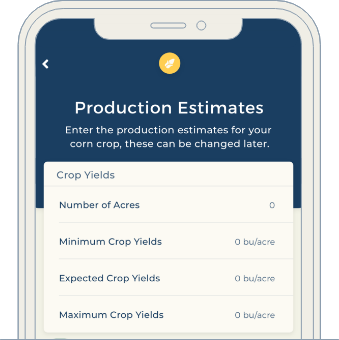 Production Estimates
Enter the production estimates for your
corn crop, these can be changed later.
Crop Yields
Number of Acres 0
Minimum Crop Yields 0 bu/acre
Expected Crop Yields 0 bu/acre
Maximum Crop Yields 0 bu/acre